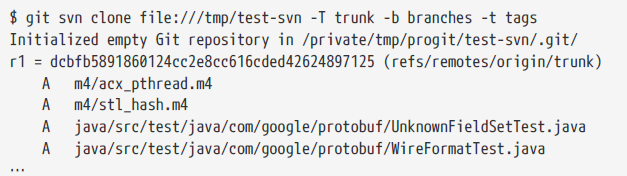 $ git svn clone file:///tmp/test-svn -T trunk -b branches -t tags
Initialized empty Git repository in /private/tmp/progit/test-svn/.git/
r1 = dcbfb5891860124cc2e8cc616cded42624897125 (refs/remotes/origin/trunk)
    A   m4/acx_pthread.m4
    A   m4/stl_hash.m4
    A   java/src/test/java/com/google/protobuf/UnknownFieldSetTest.java
    A   java/src/test/java/com/google/protobuf/WireFormatTest.java
…